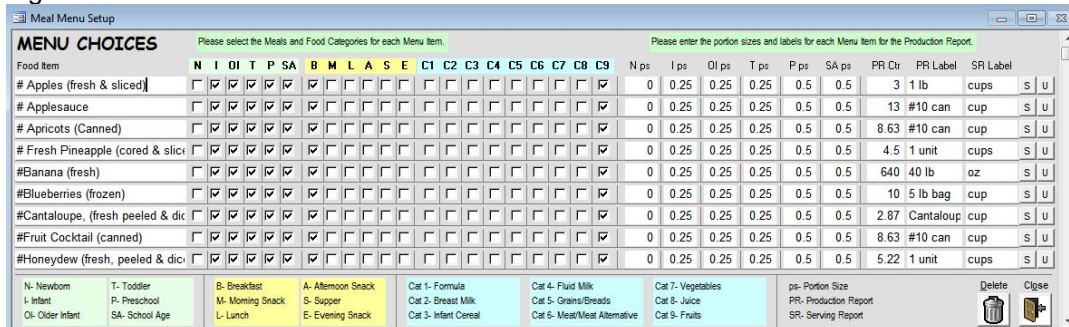 Meal Menu Setup
MENU CHOICES Please select the Meals and Food Categories for each Menu Item. Please enter the portion sizes and labels for each Menu Item for the Production Report.
Food Item N I OI T P SA B M L A S E C1 C2 C3 C4 C5 C6 C7 C8 C9 N ps I ps OI ps T ps P ps SA ps PR Ctr PR Label SR Label
# Apples (fresh & sliced) 0 0.25 0.25 0.25 0.5 0.5 3 1 lb cups S U
# Applesauce 0 0.25 0.25 0.25 0.5 0.5 13 #10 can cup S U
# Apricots (Canned) 0 0.25 0.25 0.25 0.5 0.5 8.63 #10 can cup S U
# Fresh Pineapple (cored & slice 0 0.25 0.25 0.25 0.5 0.5 4.5 1 unit cups S U
#Banana (fresh) 0 0.25 0.25 0.25 0.5 0.5 640 40 lb oz S U
#Blueberries (frozen) 0 0.25 0.25 0.25 0.5 0.5 10 5 lb bag cup S U
#Cantaloupe, (fresh peeled & dic 0 0.25 0.25 0.25 0.5 0.5 2.87 Cantaloup cup S U
#Fruit Cocktail (canned) 0 0.25 0.25 0.25 0.5 0.5 8.63 #10 can cup S U
#Honeydew (fresh, peeled & dice 0 0.25 0.25 0.25 0.5 0.5 5.22 1 unit cups S U
N- Newborn T- Toddler B- Breakfast A- Afternoon Snack Cat 1- Formula Cat 4- Fluid Milk Cat 7- Vegetables ps- Portion Size Delete Close
I- Infant P- Preschool M- Morning Snack S- Supper Cat 2- Breast Milk Cat 5- Grains/Breads Cat 8- Juice PR- Production Report
OI- Older Infant SA- School Age L- Lunch E- Evening Snack Cat 3- Infant Cereal Cat 6- Meat/Meat Alternative Cat 9- Fruits SR- Serving Report